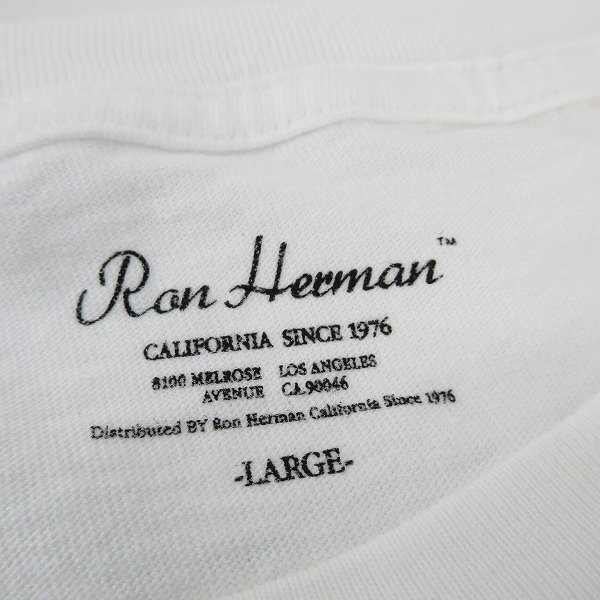 Ron Herman™
CALIFORNIA SINCE 1976
8100 MELROSE LOS ANGELES
AVENUE CA.90046
Distributed BY Ron Herman California Since 1976
-LARGE-